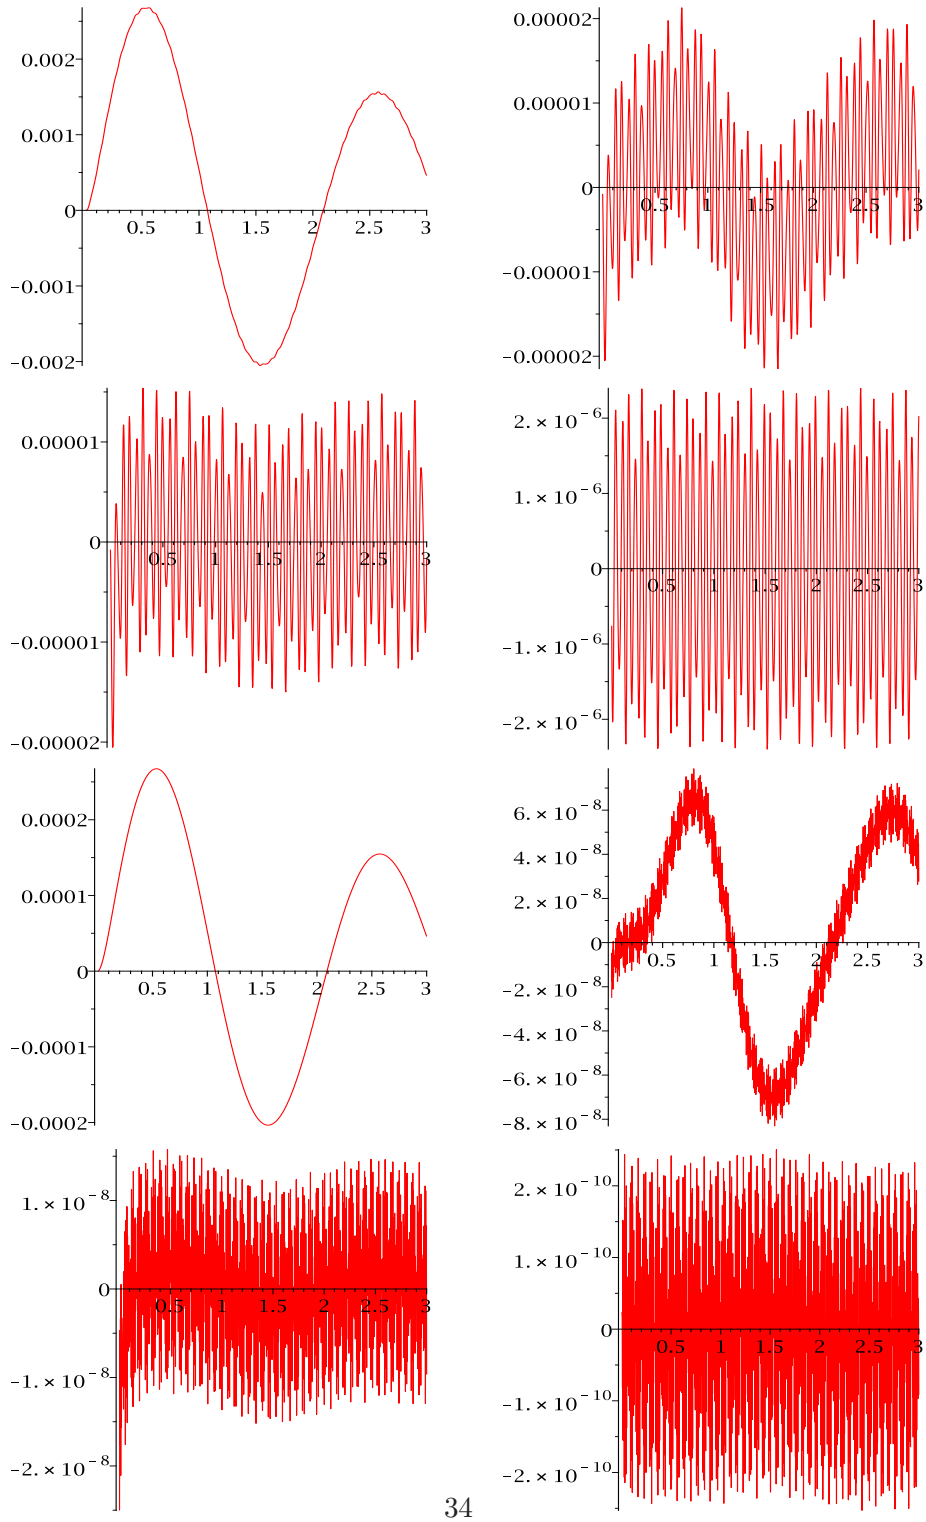 0.002
0.001
0
-0.001
-0.002
0.5 1 1.5 2 2.5 3
0.00002
0.00001
0
-0.00001
-0.00002
0.5 1 1.5 2 2.5 3
0.00001
0
-0.00001
-0.00002
0.5 1 1.5 2 2.5 3
2. × 10⁻⁶
1. × 10⁻⁶
0
-1. × 10⁻⁶
-2. × 10⁻⁶
0.5 1 1.5 2 2.5 3
0.0002
0.0001
0
-0.0001
-0.0002
0.5 1 1.5 2 2.5 3
6. × 10⁻⁸
4. × 10⁻⁸
2. × 10⁻⁸
0
-2. × 10⁻⁸
-4. × 10⁻⁸
-6. × 10⁻⁸
-8. × 10⁻⁸
0.5 1 1.5 2 2.5 3
1. × 10⁻⁸
0
-1. × 10⁻⁸
-2. × 10⁻⁸
0.5 1 1.5 2 2.5 3
2. × 10⁻¹⁰
1. × 10⁻¹⁰
0
-1. × 10⁻¹⁰
-2. × 10⁻¹⁰
0.5 1 1.5 2 2.5 3
34